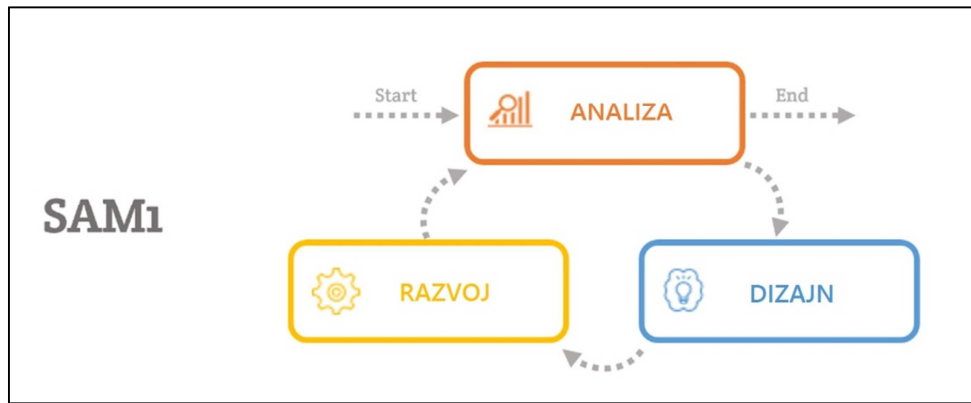 Start
End
ANALIZA
SAM1
RAZVOJ
DIZAJN